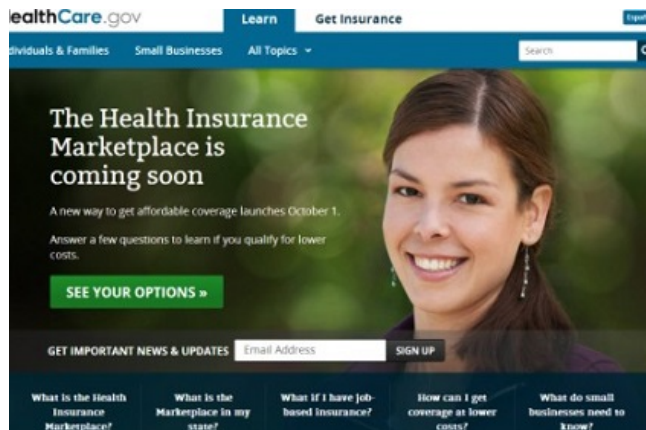 ealthCare.gov
Learn
Get Insurance
Españ
dividuals & Families
Small Businesses
All Topics
Search
The Health Insurance
Marketplace is
coming soon
A new way to get affordable coverage launches October 1.
Answer a few questions to learn if you qualify for lower
costs.
SEE YOUR OPTIONS »
GET IMPORTANT NEWS & UPDATES
Email Address
SIGN UP
What is the Health
Insurance
Marketplace?
What is the
Marketplace in my
state?
What if I have job-
based insurance?
How can I get
coverage at lower
costs?
What do small
businesses need to
know?